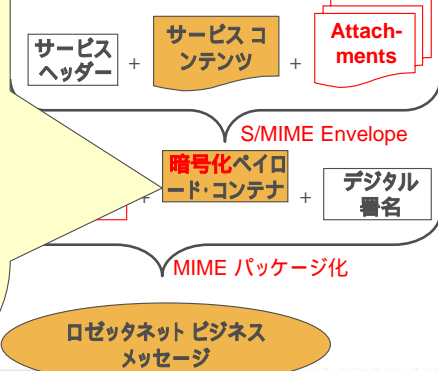 サービス
ヘッダー
+
サービス コ
ンテンツ
+
Attach-
ments
S/MIME Envelope
+
暗号化ペイロ
ード・コンテナ
+
デジタル
署名
MIME パッケージ化
ロゼッタネット ビジネス
メッセージ